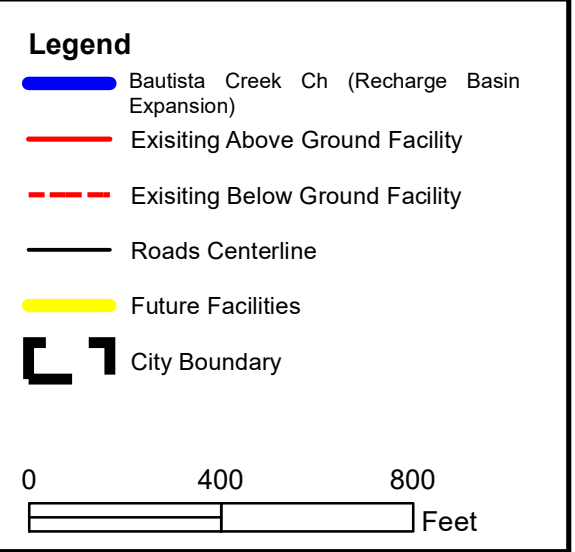 Legend
Bautista Creek Ch (Recharge Basin
Expansion)
Exisiting Above Ground Facility
Exisiting Below Ground Facility
Roads Centerline
Future Facilities
City Boundary
0 400 800
Feet